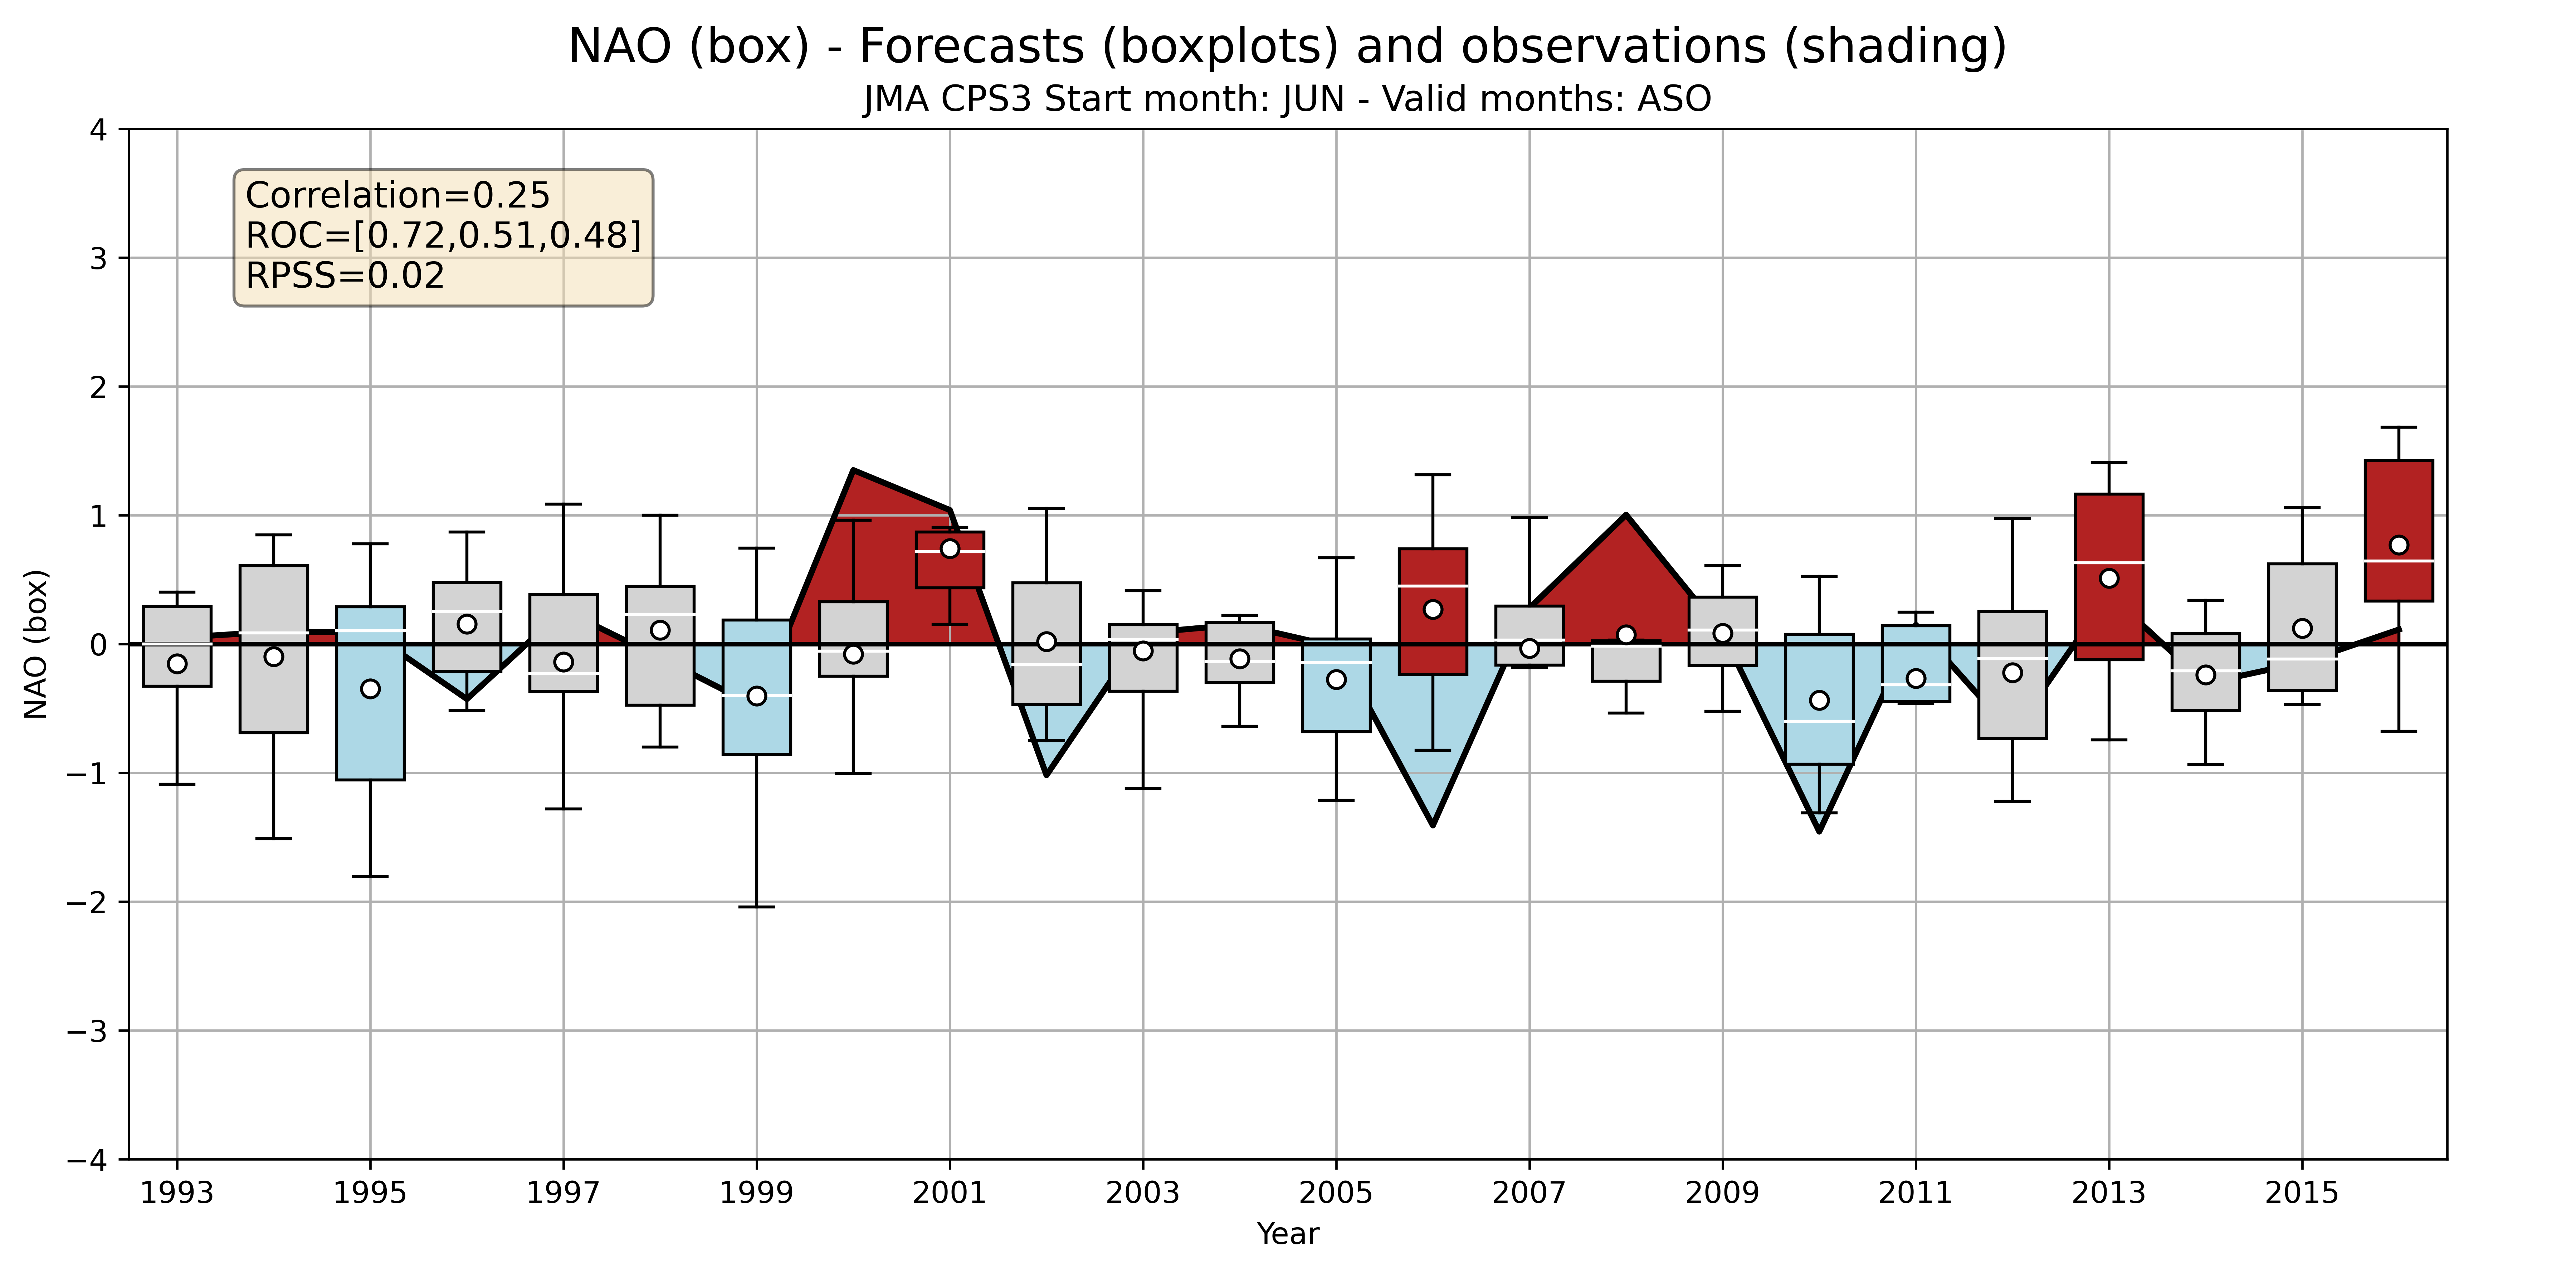 NAO (box) - Forecasts (boxplots) and observations (shading)
JMA CPS3 Start month: JUN - Valid months: ASO
Correlation=0.25
ROC=[0.72,0.51,0.48]
RPSS=0.02
NAO (box)
4
3
2
1
0
−1
−2
−3
−4
1993 1995 1997 1999 2001 2003 2005 2007 2009 2011 2013 2015
Year